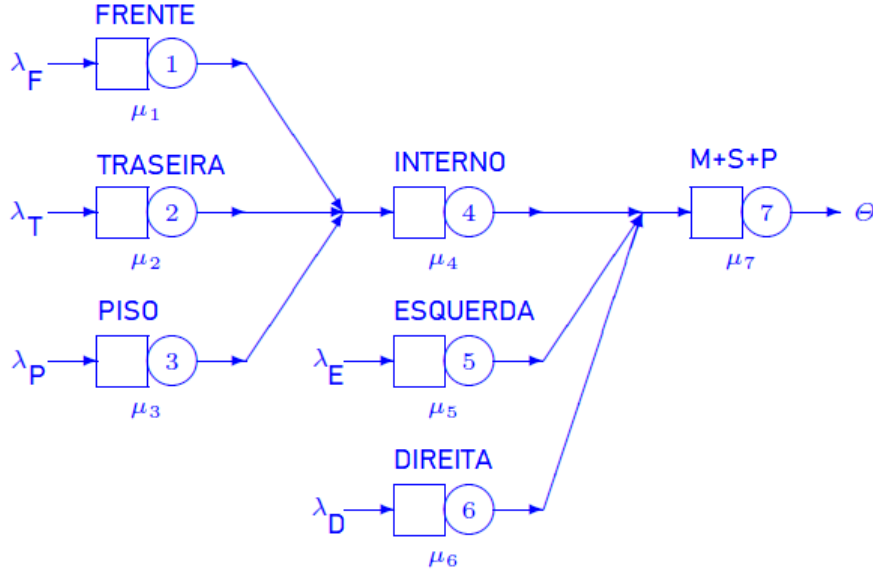 FRENTE
λF
1
μ1
TRASEIRA
λT
2
μ2
INTERNO
4
μ4
M+S+P
7
Θ
μ7
PISO
λP
3
μ3
ESQUERDA
λE
5
μ5
DIREITA
λD
6
μ6